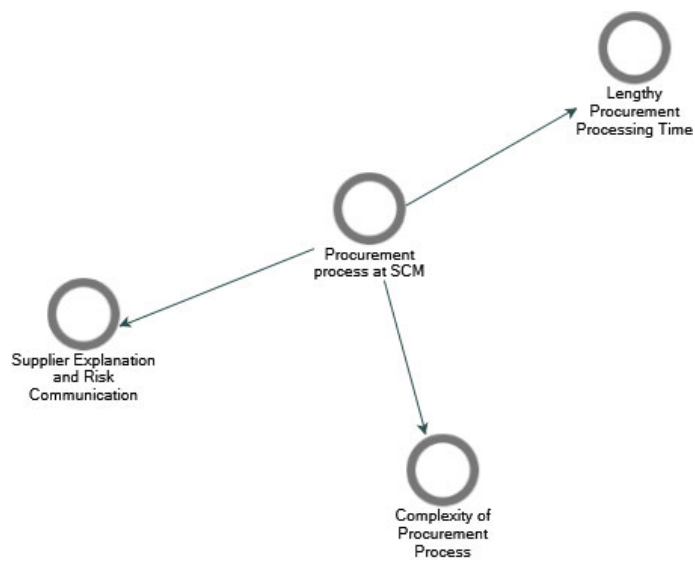 Lengthy
Procurement
Processing Time
Procurement
process at SCM
Supplier Explanation
and Risk
Communication
Complexity of
Procurement
Process